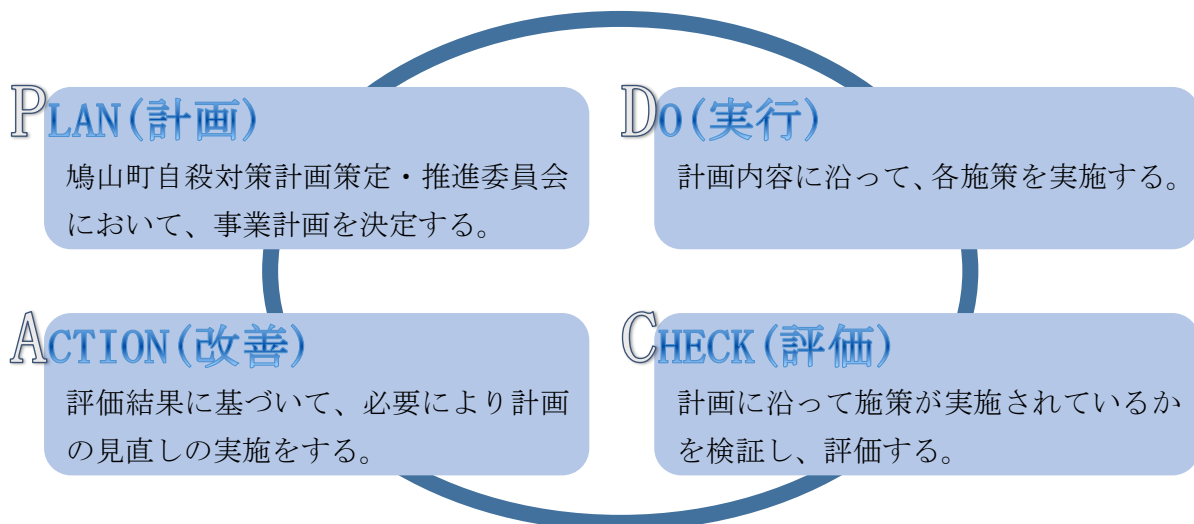 PLAN(計画)
鳩山町自殺対策計画策定・推進委員会
において、事業計画を決定する。
DO(実行)
計画内容に沿って、各施策を実施する。
ACTION(改善)
評価結果に基づいて、必要により計画
の見直しの実施をする。
CHECK(評価)
計画に沿って施策が実施されているか
を検証し、評価する。